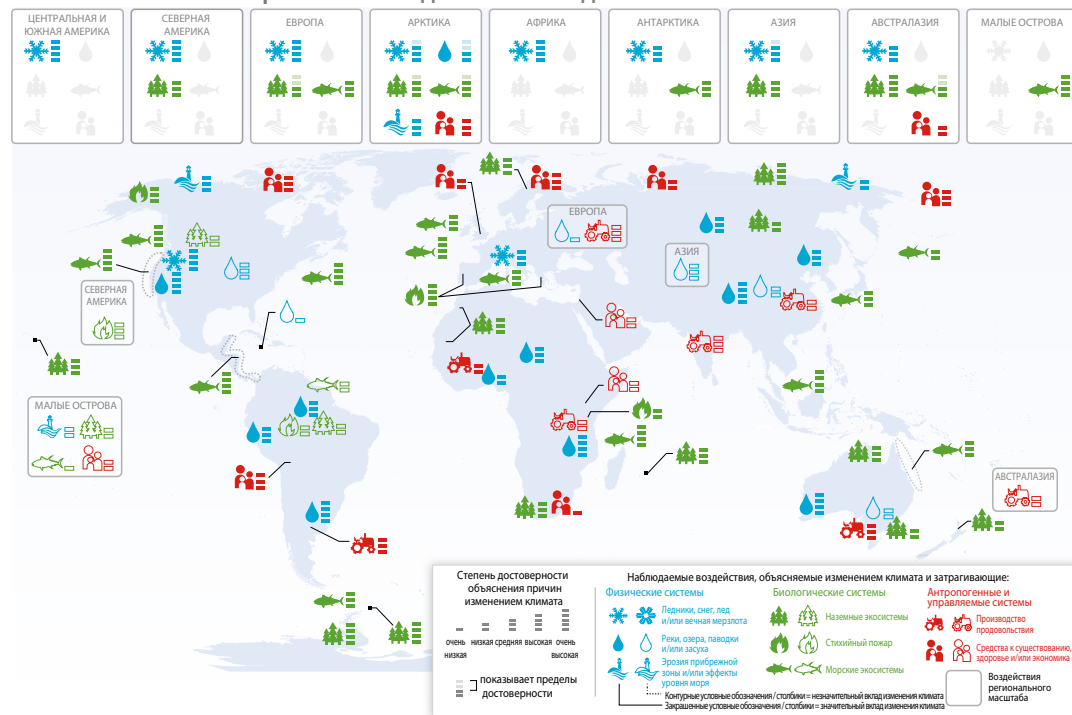 ЦЕНТРАЛЬНАЯ И
ЮЖНАЯ АМЕРИКА
СЕВЕРНАЯ
АМЕРИКА
ЕВРОПА
АРКТИКА
АФРИКА
АНТАРКТИКА
АЗИЯ
АВСТРАЛАЗИЯ
МАЛЫЕ ОСТРОВА
ЕВРОПА
АЗИЯ
СЕВЕРНАЯ
АМЕРИКА
МАЛЫЕ ОСТРОВА
АВСТРАЛАЗИЯ
Степень достоверности
объяснения причин
изменением климата
очень
низкая
низкая
средняя
высокая
очень
высокая
показывает пределы
достоверности
Наблюдаемые воздействия, объясняемые изменением климата и затрагивающие:
Физические системы
Ледники, снег, лед
и/или вечная мерзлота
Реки, озера, паводки
и/или засуха
Эрозия прибрежной
зоны и/или эффекты
уровня моря
Биологические системы
Наземные экосистемы
Стихийный пожар
Морские экосистемы
Антропогенные и
управляемые системы
Производство
продовольствия
Средства к существованию,
здоровье и/или экономика
Контурные условные обозначения / столбики = незначительный вклад изменения климата
Закрашенные условные обозначения / столбики = значительный вклад изменения климата
Воздействия
регионального
масштаба